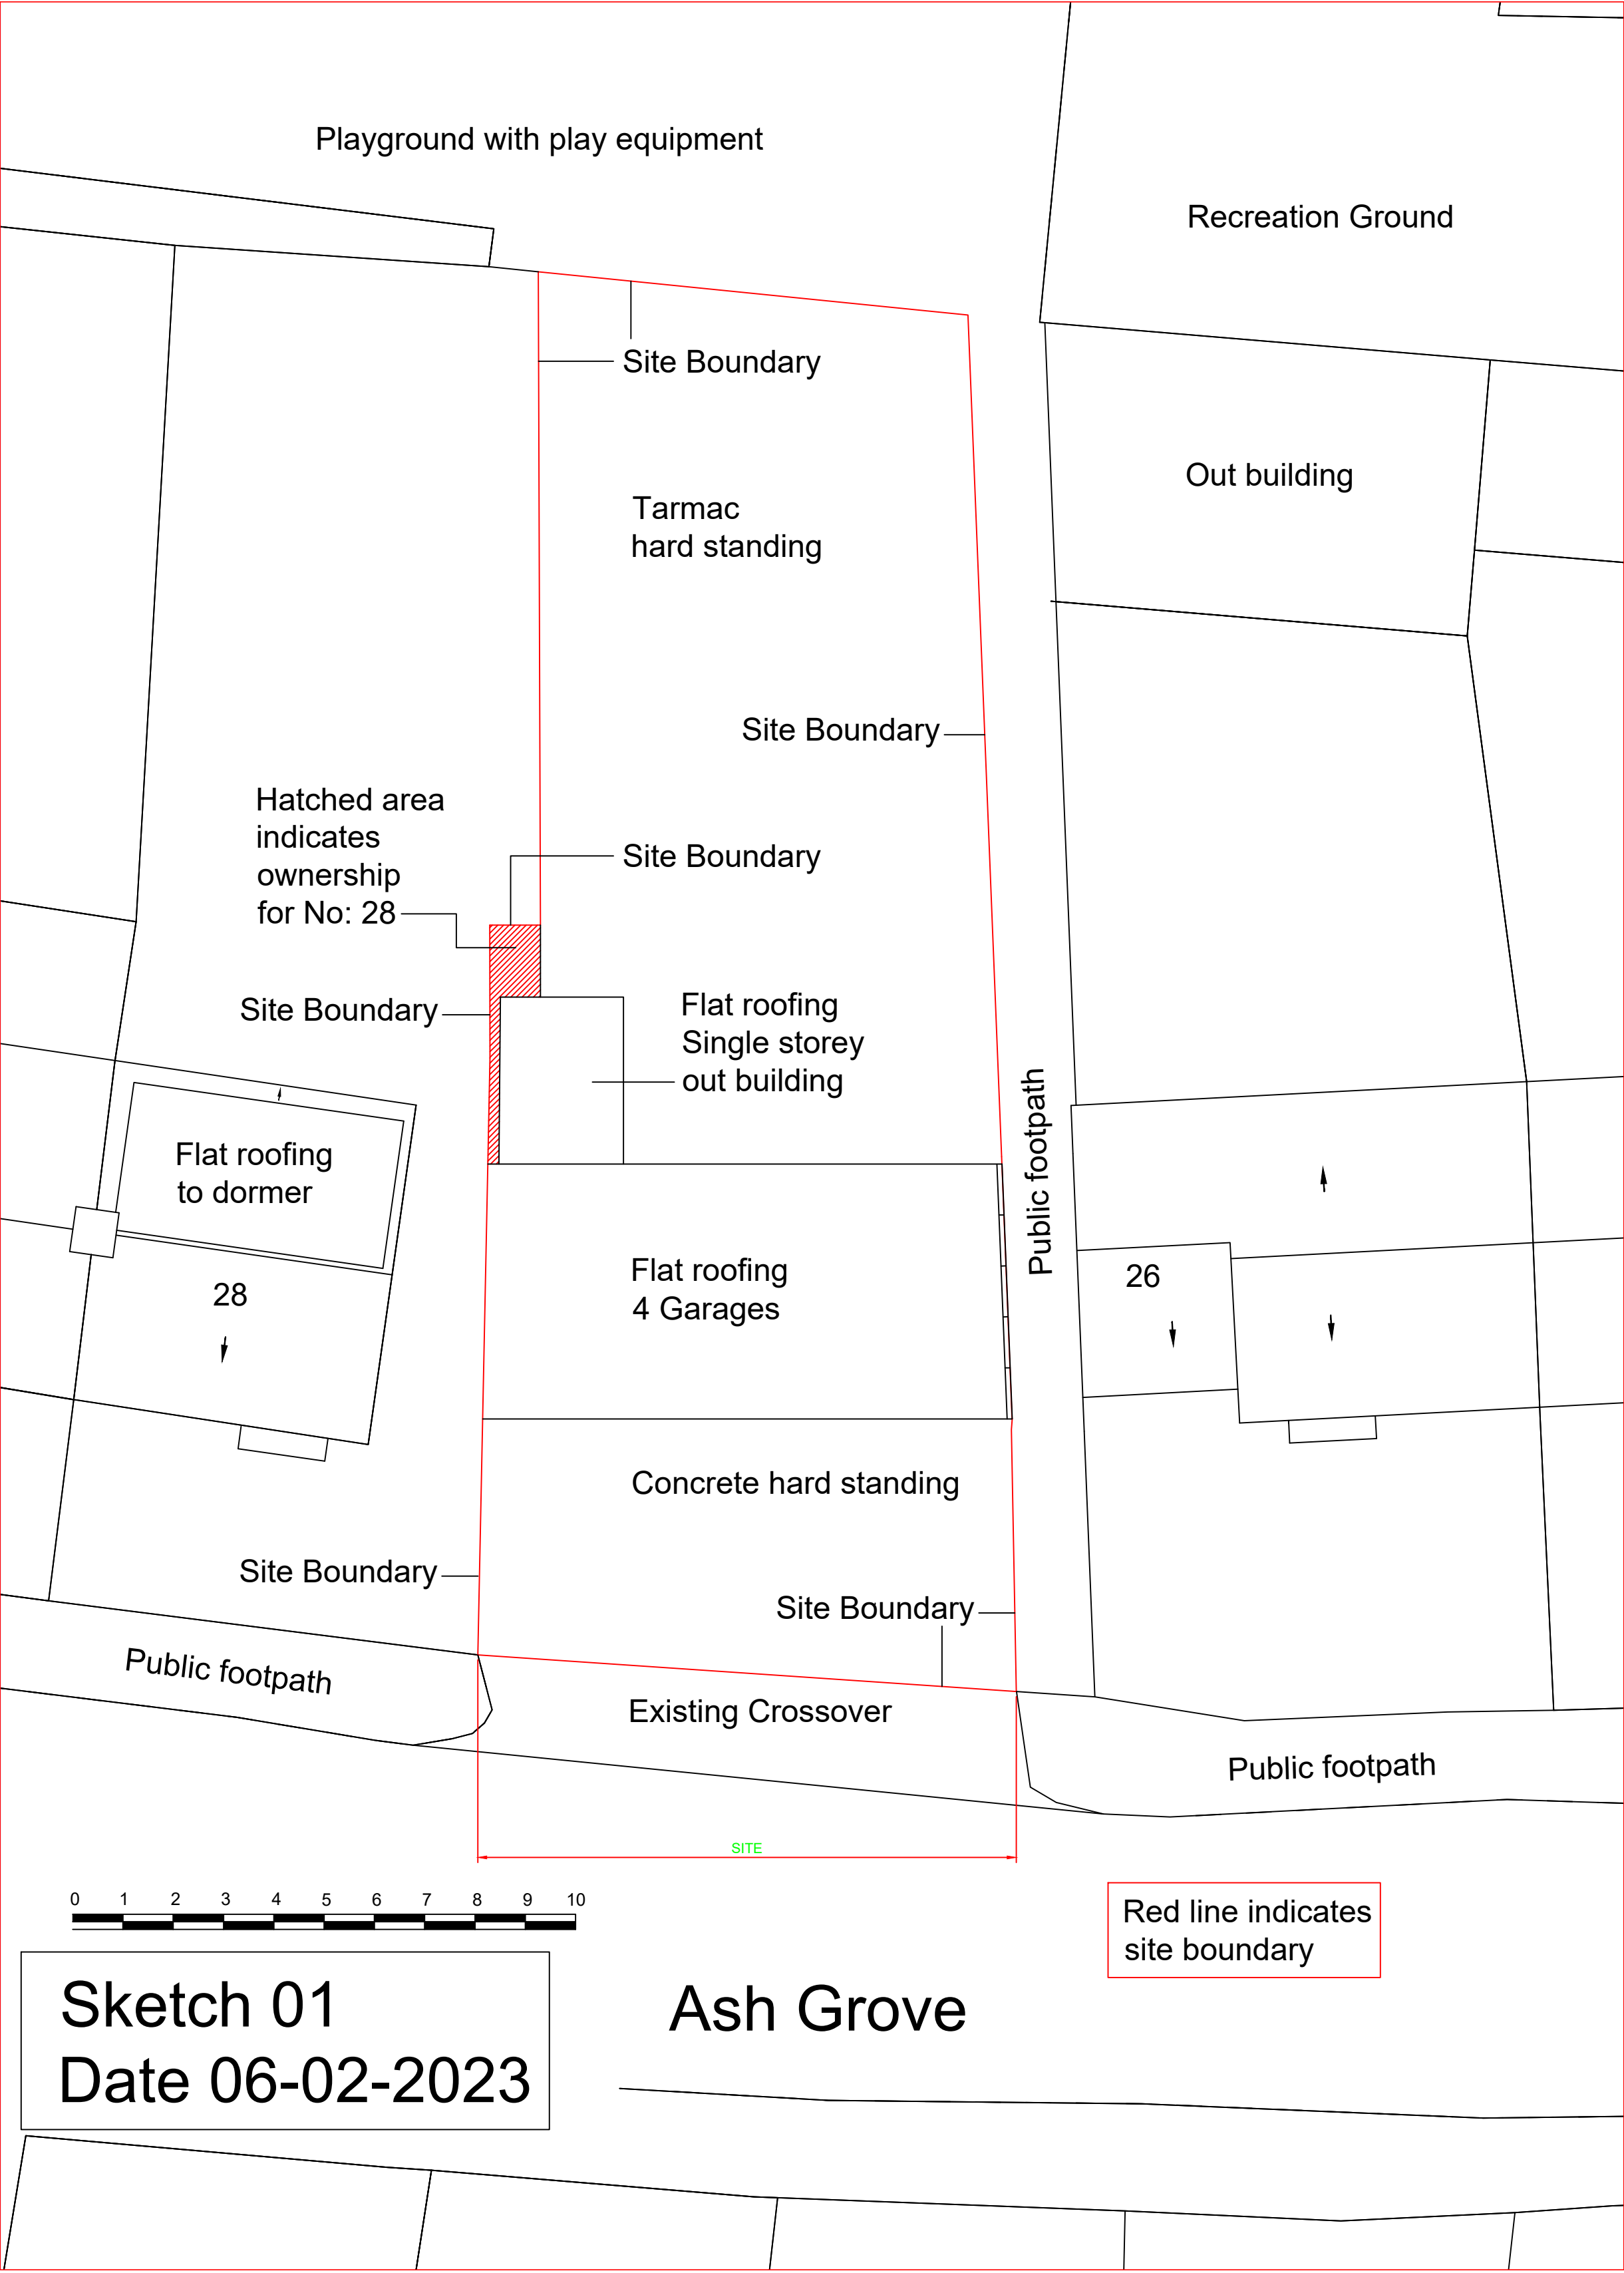 Playground with play equipment
Recreation Ground
Site Boundary
Out building
Tarmac
hard standing
Site Boundary
Hatched area
indicates
ownership
for No: 28
Site Boundary
Site Boundary
Flat roofing
Single storey
out building
Public footpath
Flat roofing
to dormer
28
Flat roofing
4 Garages
26
Concrete hard standing
Site Boundary
Site Boundary
Public footpath
Existing Crossover
Public footpath
SITE
0 1 2 3 4 5 6 7 8 9 10
Red line indicates
site boundary
Sketch 01
Date 06-02-2023
Ash Grove